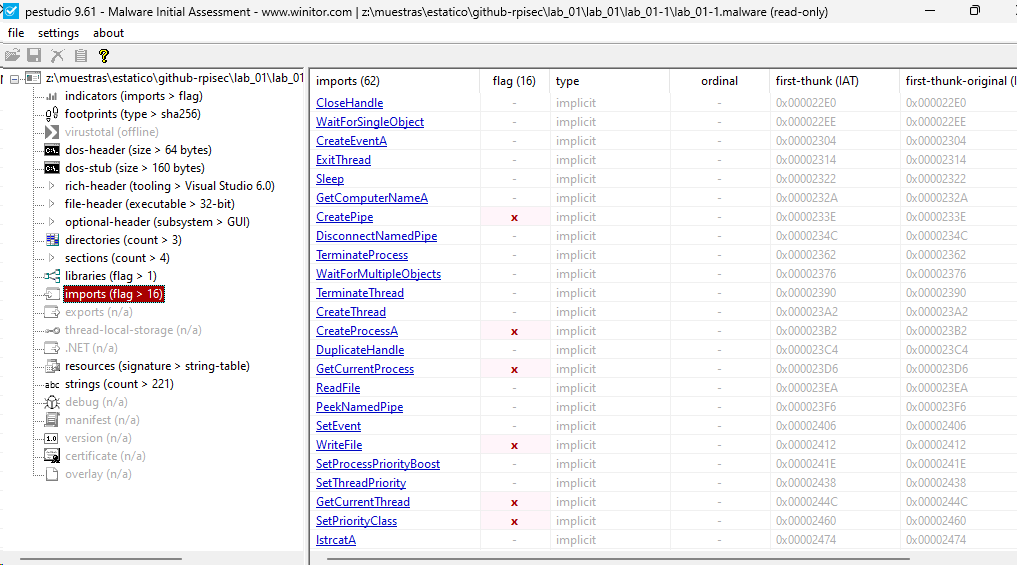 pestudio 9.61 - Malware Initial Assessment - www.winitor.com | z:\muestras\estatico\github-rpisec\lab_01\lab_01\lab_01-1\lab_01-1.malware (read-only)
file settings about
z:\muestras\estatico\github-rpisec\lab_01\lab_01
indicators (imports > flag)
footprints (type > sha256)
virustotal (offline)
dos-header (size > 64 bytes)
dos-stub (size > 160 bytes)
rich-header (tooling > Visual Studio 6.0)
file-header (executable > 32-bit)
optional-header (subsystem > GUI)
directories (count > 3)
sections (count > 4)
libraries (flag > 1)
imports (flag > 16)
exports (n/a)
thread-local-storage (n/a)
.NET (n/a)
resources (signature > string-table)
abc strings (count > 221)
debug (n/a)
manifest (n/a)
1.0 version (n/a)
certificate (n/a)
overlay (n/a)
imports (62) flag (16) type ordinal first-thunk (IAT) first-thunk-original (I
CloseHandle - implicit - 0x000022E0 0x000022E0
WaitForSingleObject - implicit - 0x000022EE 0x000022EE
CreateEventA - implicit - 0x00002304 0x00002304
ExitThread - implicit - 0x00002314 0x00002314
Sleep - implicit - 0x00002322 0x00002322
GetComputerNameA - implicit - 0x0000232A 0x0000232A
CreatePipe x implicit - 0x0000233E 0x0000233E
DisconnectNamedPipe - implicit - 0x0000234C 0x0000234C
TerminateProcess - implicit - 0x00002362 0x00002362
WaitForMultipleObjects - implicit - 0x00002376 0x00002376
TerminateThread - implicit - 0x00002390 0x00002390
CreateThread - implicit - 0x000023A2 0x000023A2
CreateProcessA x implicit - 0x000023B2 0x000023B2
DuplicateHandle - implicit - 0x000023C4 0x000023C4
GetCurrentProcess x implicit - 0x000023D6 0x000023D6
ReadFile - implicit - 0x000023EA 0x000023EA
PeekNamedPipe - implicit - 0x000023F6 0x000023F6
SetEvent - implicit - 0x00002406 0x00002406
WriteFile x implicit - 0x00002412 0x00002412
SetProcessPriorityBoost - implicit - 0x0000241E 0x0000241E
SetThreadPriority - implicit - 0x00002438 0x00002438
GetCurrentThread x implicit - 0x0000244C 0x0000244C
SetPriorityClass x implicit - 0x00002460 0x00002460
lstrcatA - implicit - 0x00002474 0x00002474